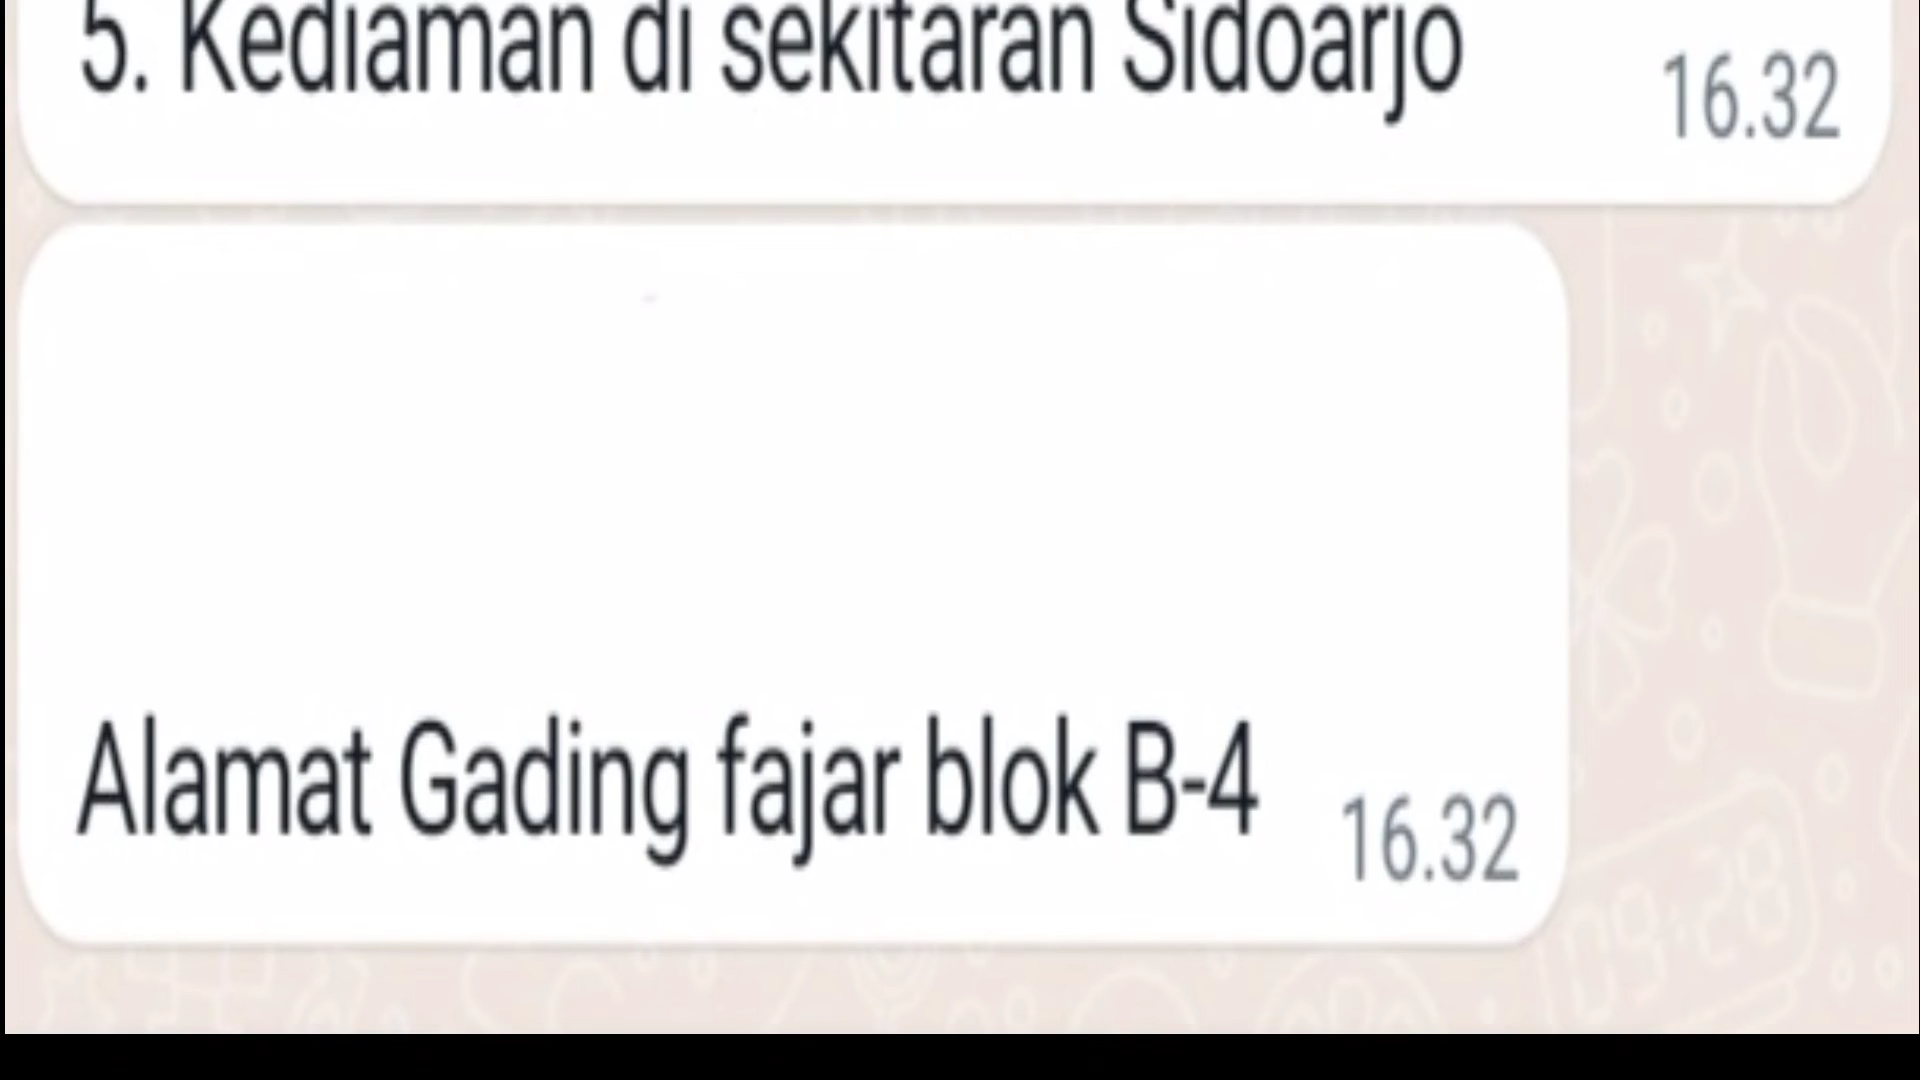 5. Kediaman di sekitaran Sidoarjo
16.32
Alamat Gading fajar blok B-4
16.32